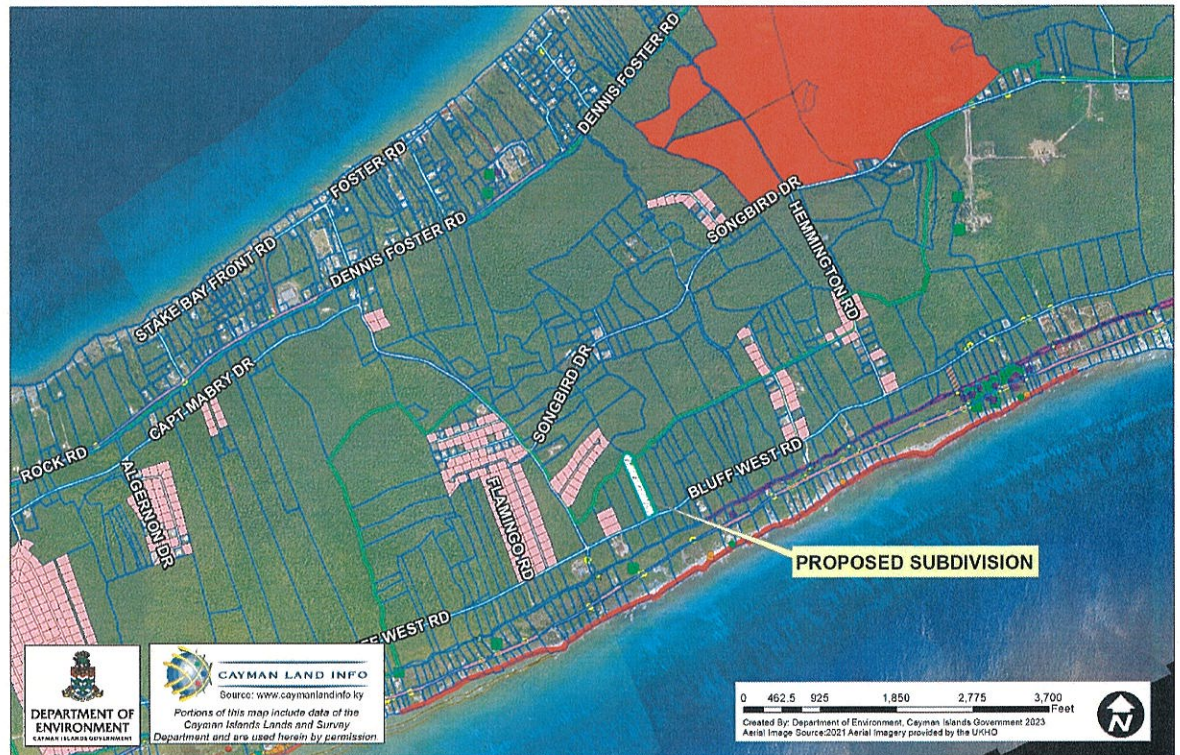 DENNIS FOSTER RD
FOSTER RD
STAKE BAY FRONT RD
DENNIS FOSTER RD
SONGBIRD DR
HEMMINGTON RD
CAPT MABRY DR
SONGBIRD DR
ROCK RD
ALGERNON DR
FLAMINGO RD
BLUFF WEST RD
PROPOSED SUBDIVISION
FF WEST RD
DEPARTMENT OF
ENVIRONMENT
CAYMAN ISLANDS GOVERNMENT
CAYMAN LAND INFO
Source: www.caymanlandinfo.ky
Portions of this map include data of the
Cayman Islands Lands and Survey
Department and are used herein by permission.
0 462.5 925 1,850 2,775 3,700
Feet
Created By: Department of Environment, Cayman Islands Government 2023
Aerial Image Source:2021 Aerial Imagery provided by the UKHO
N